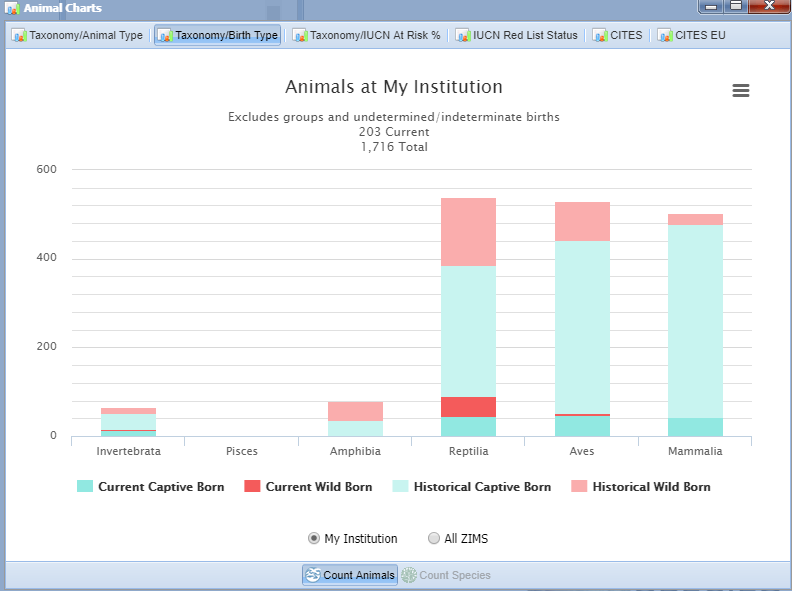 Animal Charts
Taxonomy/Animal Type Taxonomy/Birth Type Taxonomy/IUCN At Risk % IUCN Red List Status CITES CITES EU
Animals at My Institution
Excludes groups and undetermined/indeterminate births
203 Current
1,716 Total
600
400
200
0
Invertebrata Pisces Amphibia Reptilia Aves Mammalia
Current Captive Born Current Wild Born Historical Captive Born Historical Wild Born
My Institution All ZIMS
Count Animals Count Species